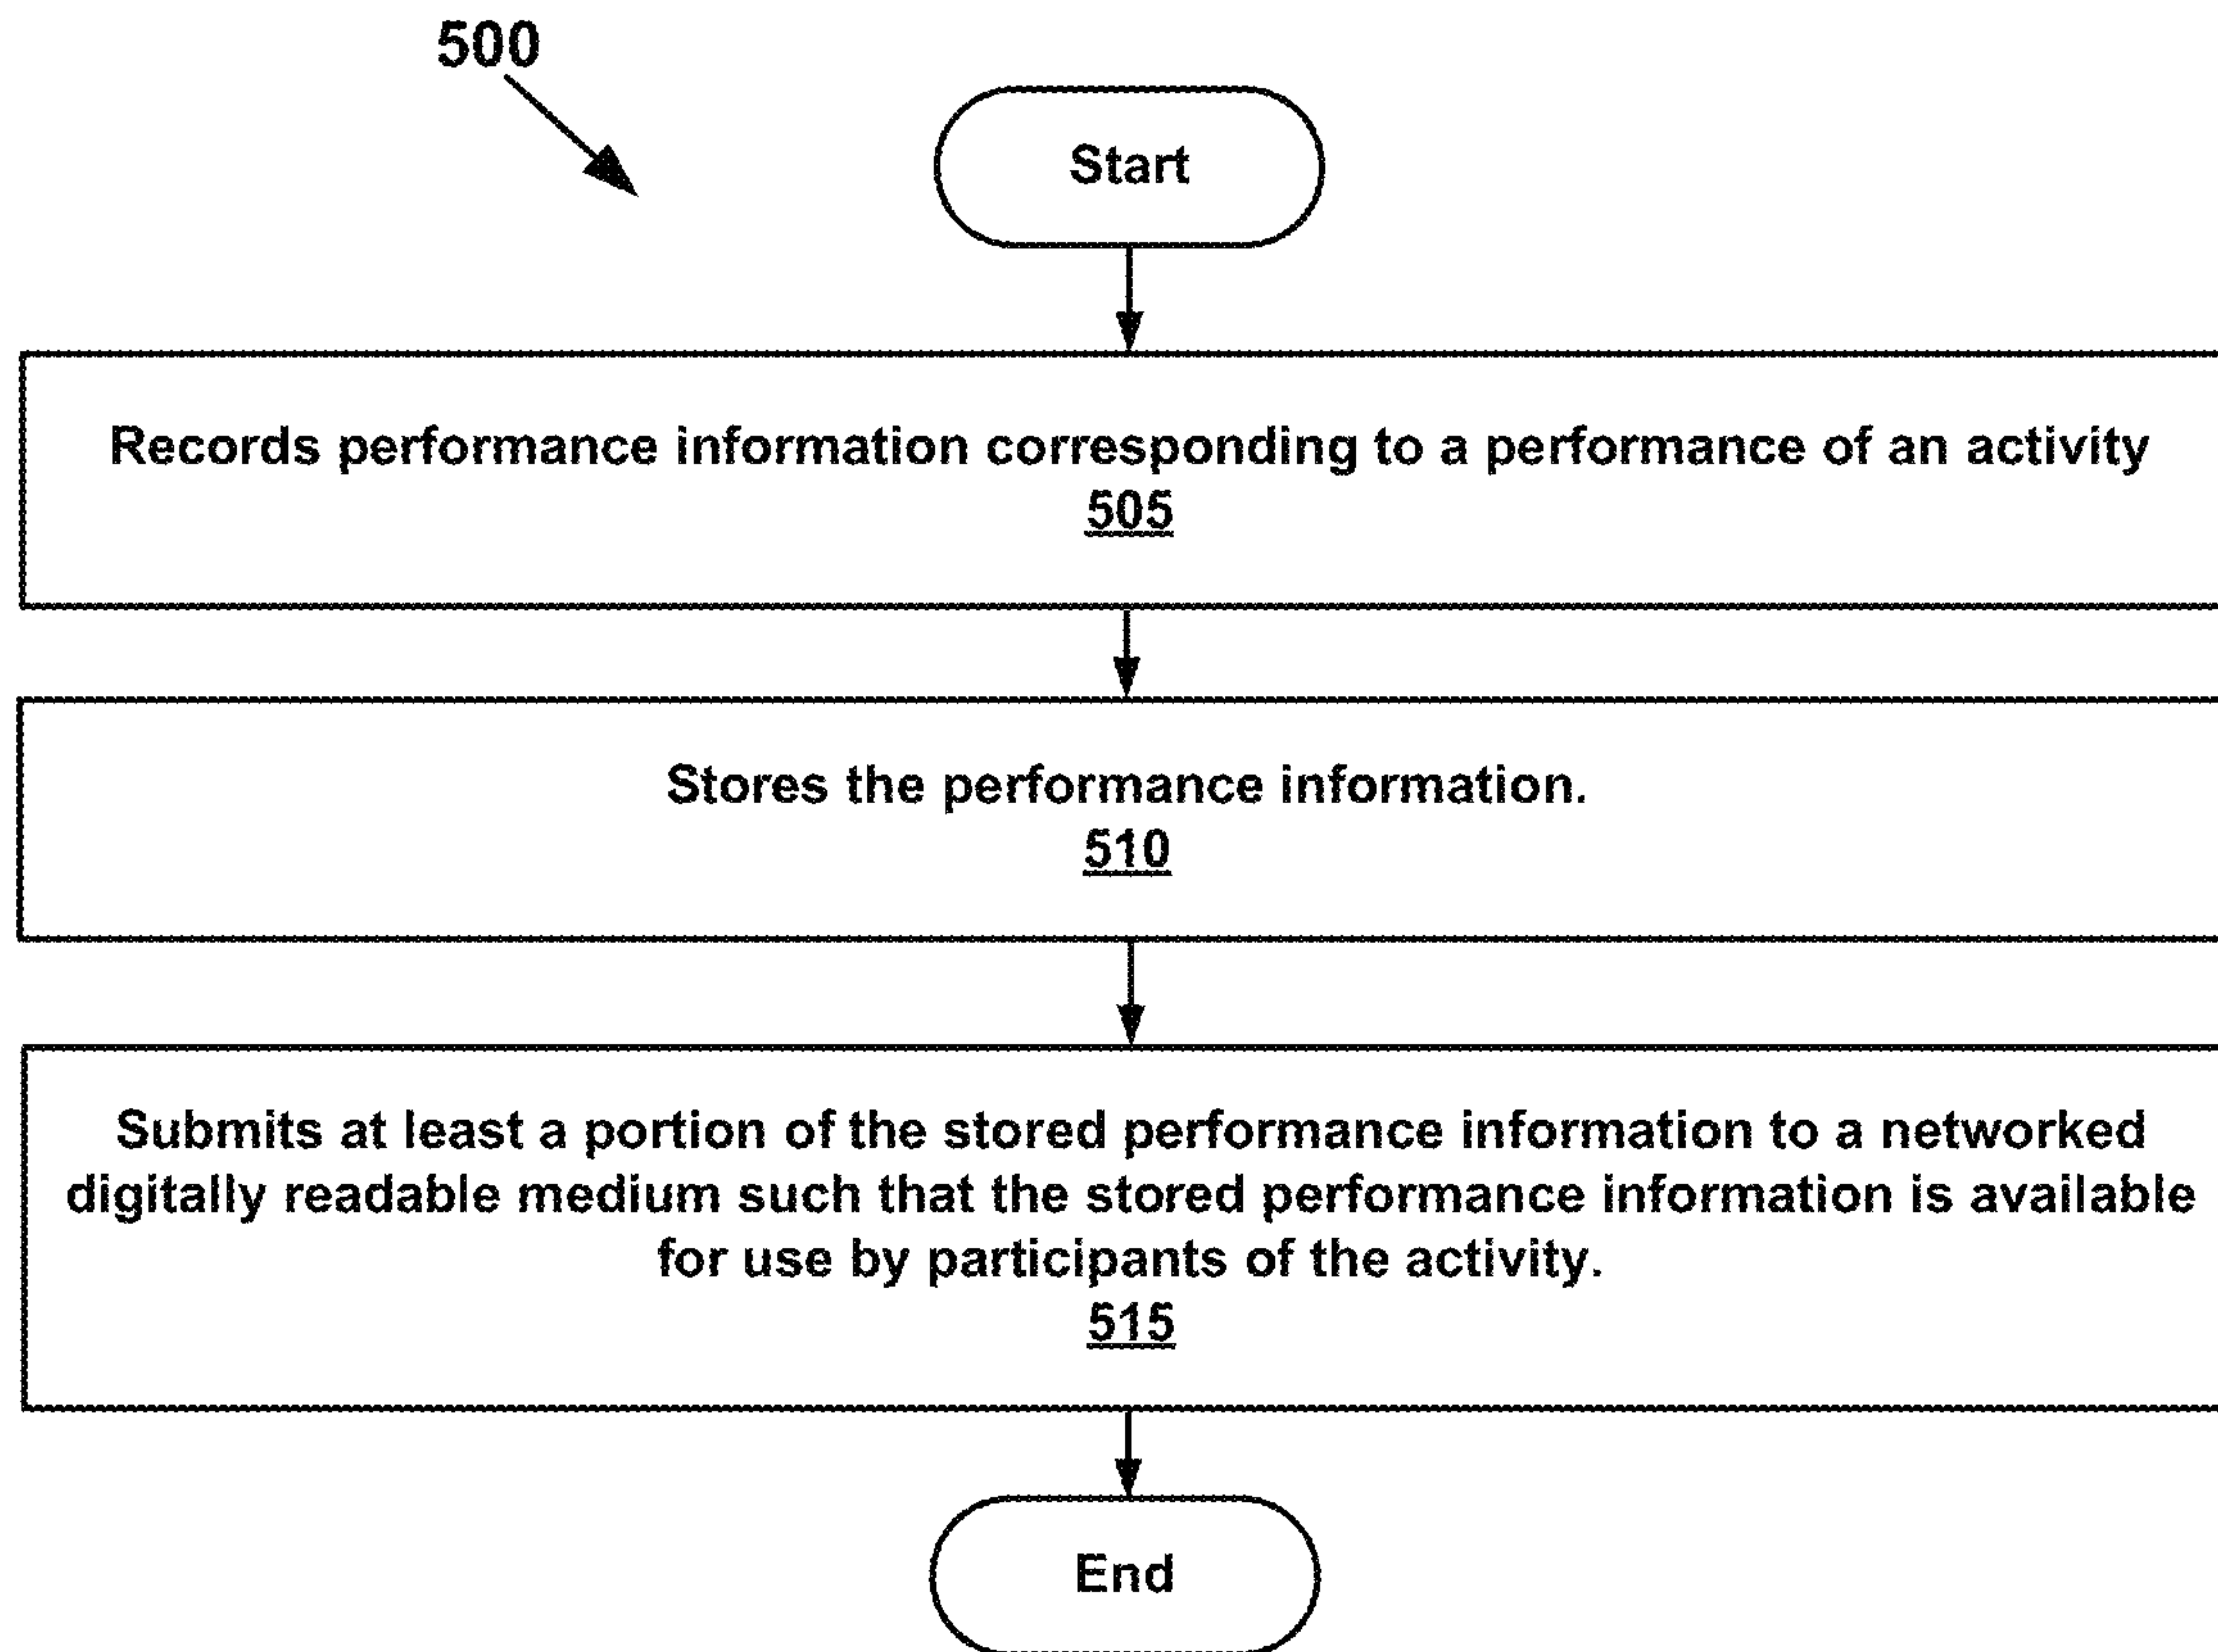 500
Start
Records performance information corresponding to a performance of an activity
505
Stores the performance information.
510
Submits at least a portion of the stored performance information to a networked
digitally readable medium such that the stored performance information is available
for use by participants of the activity.
515
End